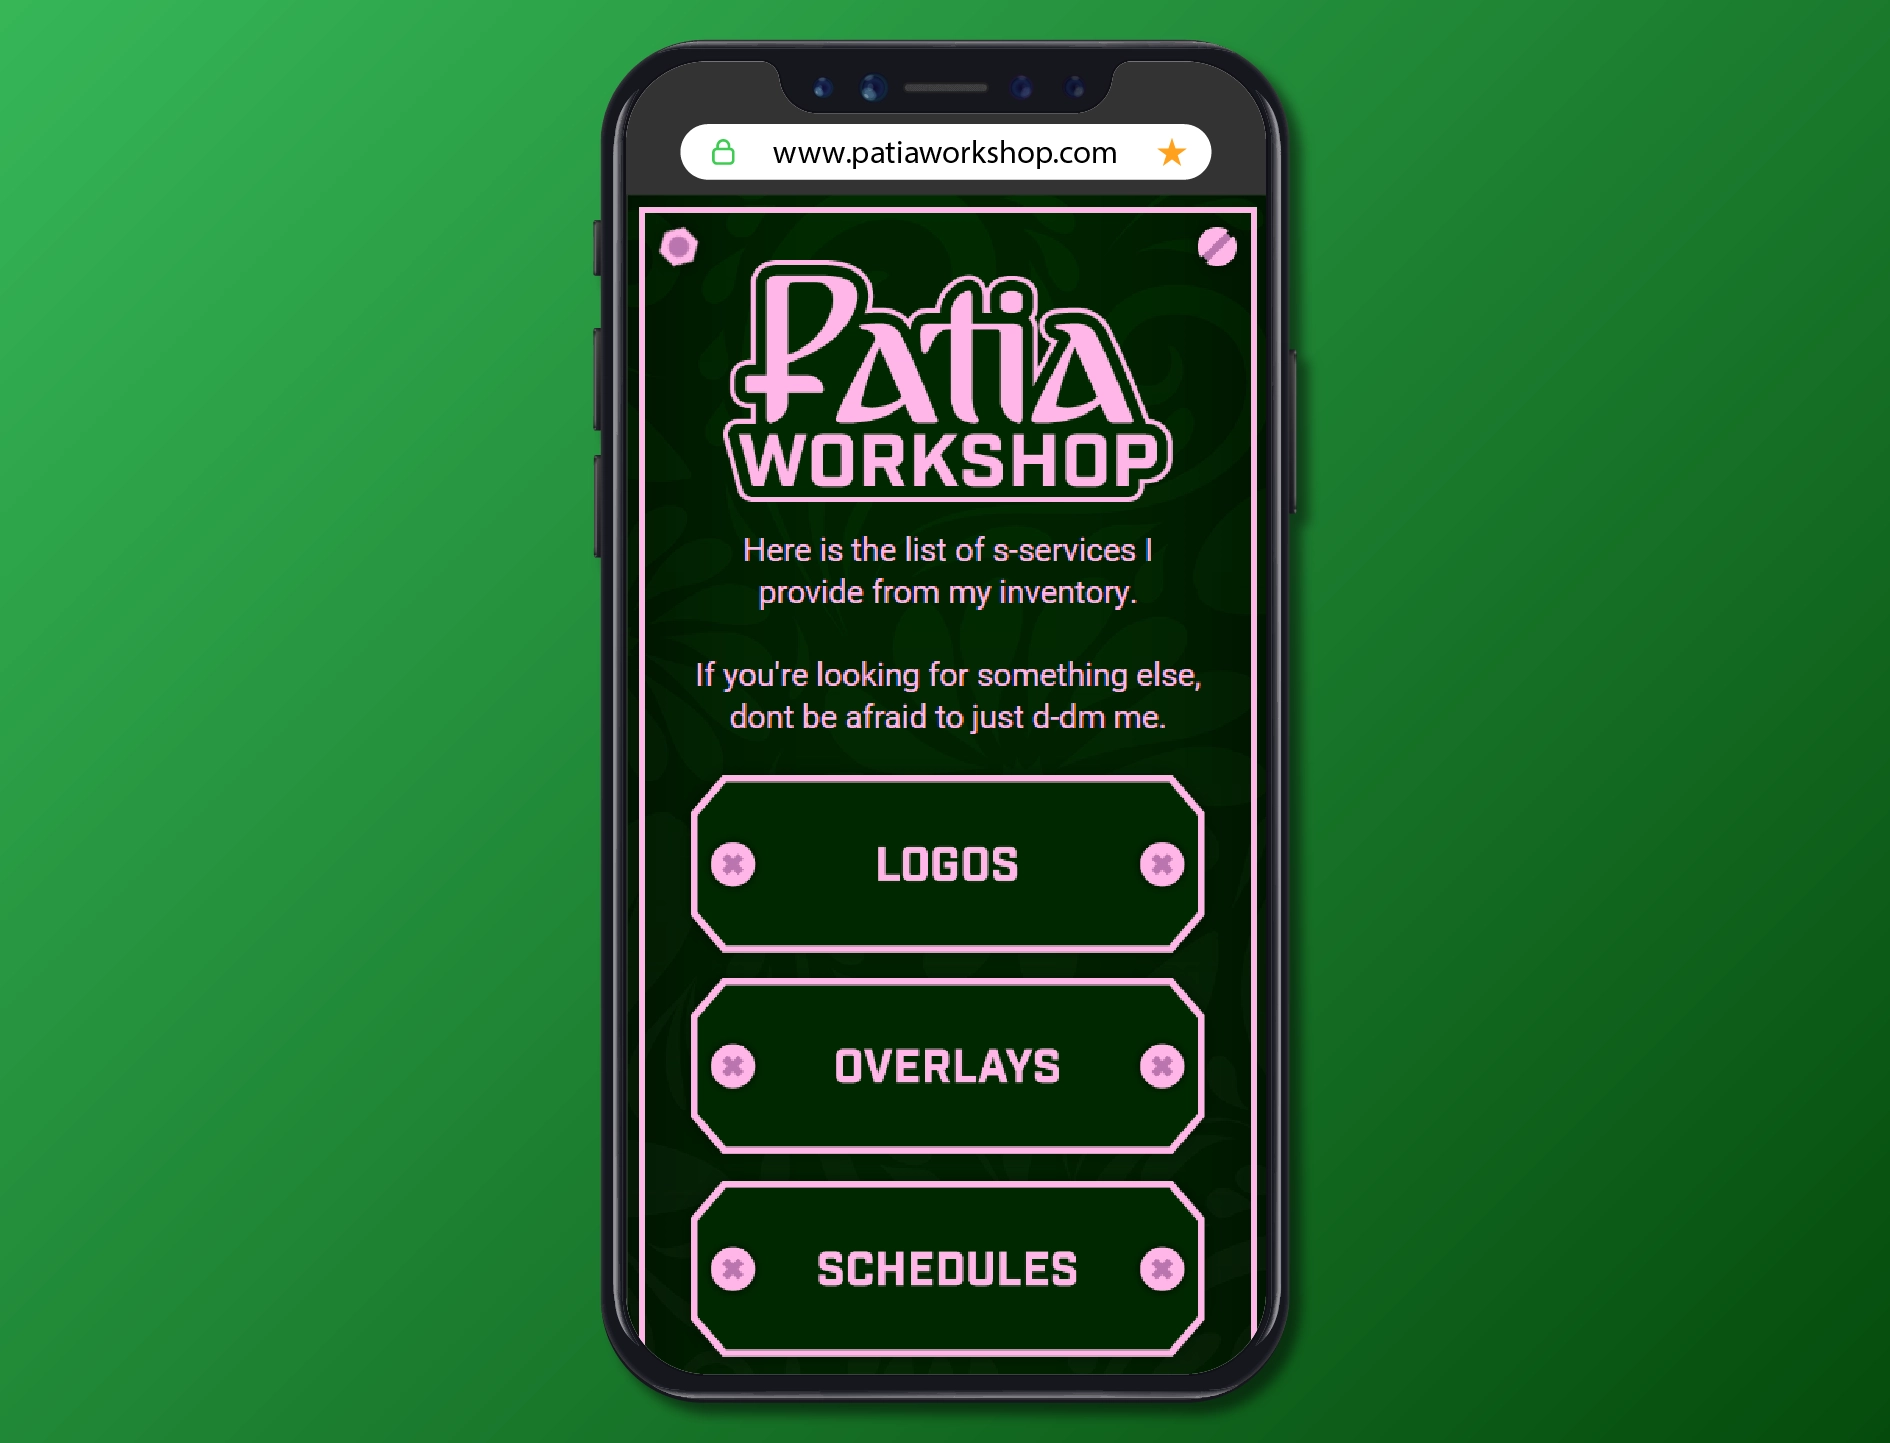 www.patiaworkshop.com
Patia
WORKSHOP
Here is the list of s-services I
provide from my inventory.
If you're looking for something else,
dont be afraid to just d-dm me.
LOGOS
OVERLAYS
SCHEDULES